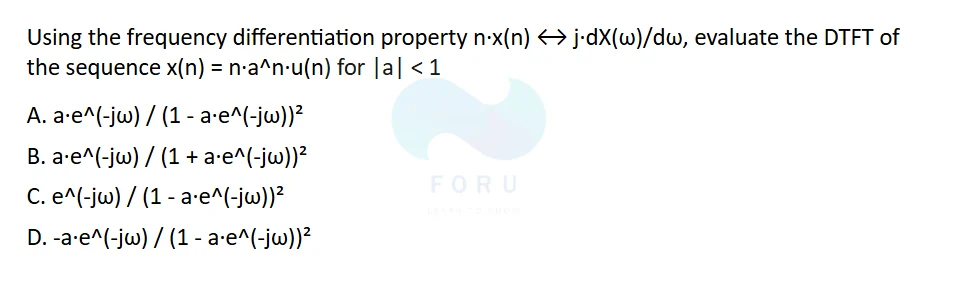 Using the frequency differentiation property n·x(n) ↔ j·dX(ω)/dω, evaluate the DTFT of
the sequence x(n) = n·a^n·u(n) for |a| < 1
A. a·e^(-jω) / (1 - a·e^(-jω))²
B. a·e^(-jω) / (1 + a·e^(-jω))²
C. e^(-jω) / (1 - a·e^(-jω))²
D. -a·e^(-jω) / (1 - a·e^(-jω))²
FORU